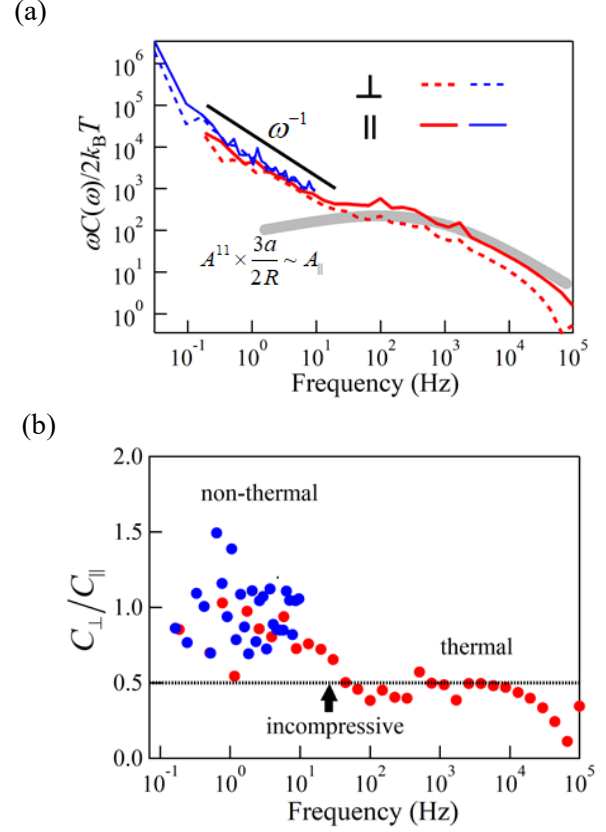 (a)
ωC(ω)/2k_BT
10^6
10^5
10^4
10^3
10^2
10^1
10^0
⊥
||
ω^-1
A^11 × 3a/2R ~ A_||
10^-1 10^0 10^1 10^2 10^3 10^4 10^5
Frequency (Hz)
(b)
C_⊥/C_||
2.0
1.5
1.0
0.5
0.0
non-thermal
thermal
incompressive
10^-1 10^0 10^1 10^2 10^3 10^4 10^5
Frequency (Hz)